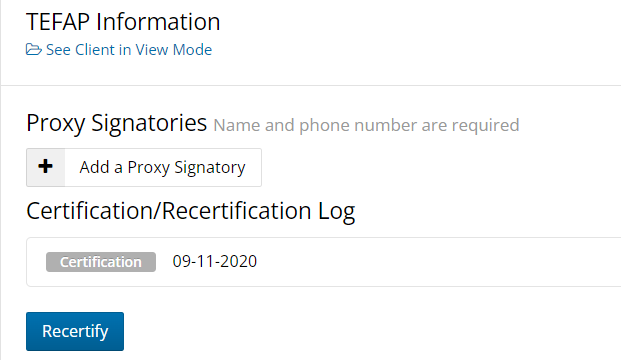 TEFAP Information
See Client in View Mode
Proxy Signatories Name and phone number are required
Add a Proxy Signatory
Certification/Recertification Log
Certification 09-11-2020
Recertify